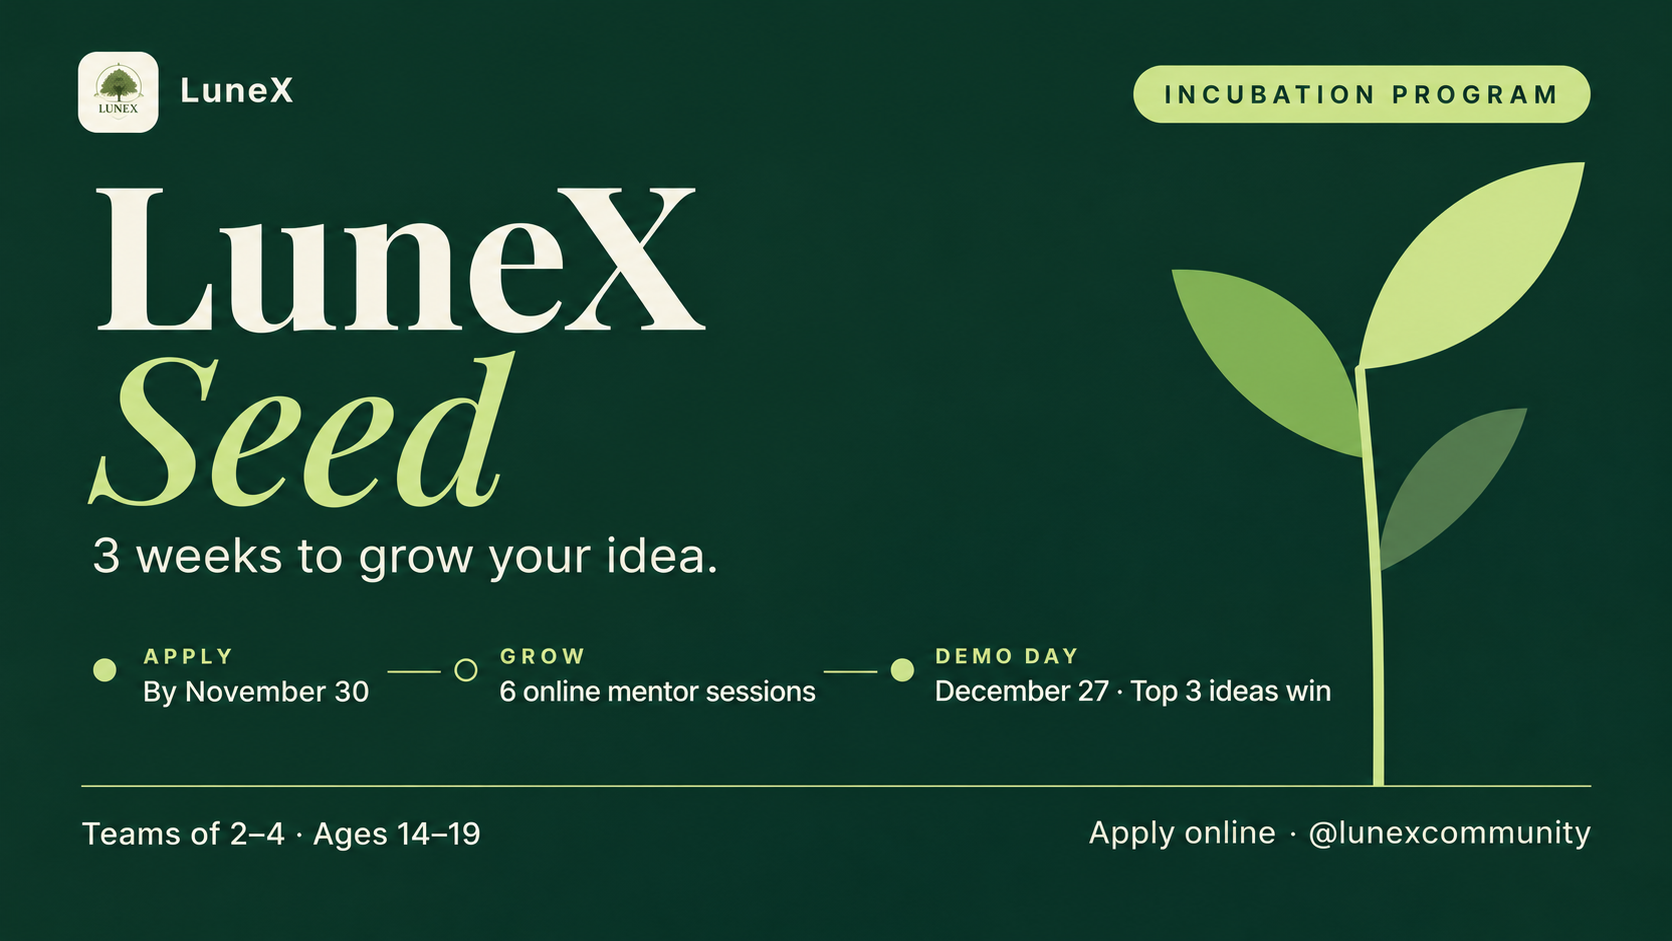 LUNEX
LuneX
INCUBATION PROGRAM
LuneX
Seed
3 weeks to grow your idea.
APPLY
By November 30
GROW
6 online mentor sessions
DEMO DAY
December 27 · Top 3 ideas win
Teams of 2–4 · Ages 14–19
Apply online · @lunexcommunity